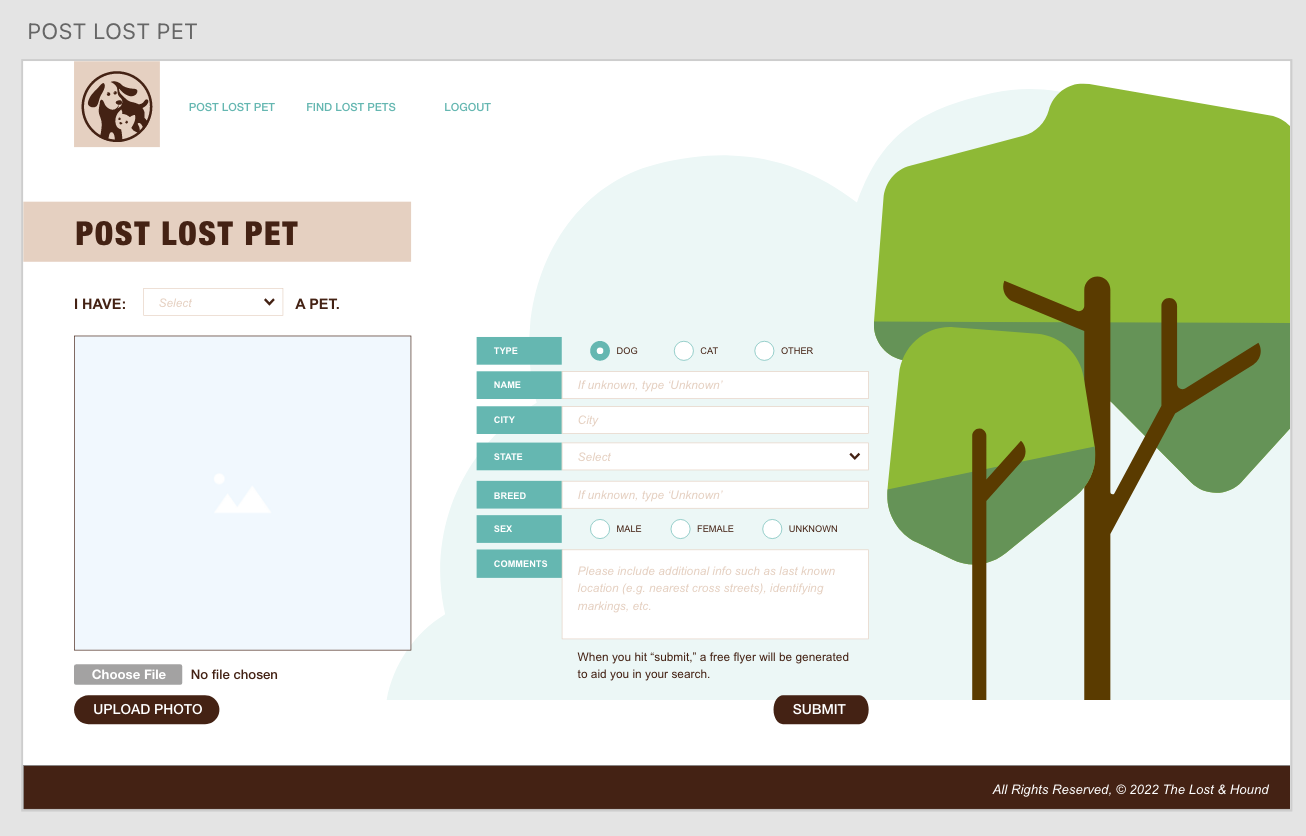 POST LOST PET
POST LOST PET FIND LOST PETS LOGOUT
POST LOST PET
I HAVE: Select A PET.
TYPE DOG CAT OTHER
NAME If unknown, type ‘Unknown’
CITY City
STATE Select
BREED If unknown, type ‘Unknown’
SEX MALE FEMALE UNKNOWN
COMMENTS Please include additional info such as last known
location (e.g. nearest cross streets), identifying
markings, etc.
When you hit “submit,” a free flyer will be generated
to aid you in your search.
Choose File No file chosen
UPLOAD PHOTO SUBMIT
All Rights Reserved, © 2022 The Lost & Hound